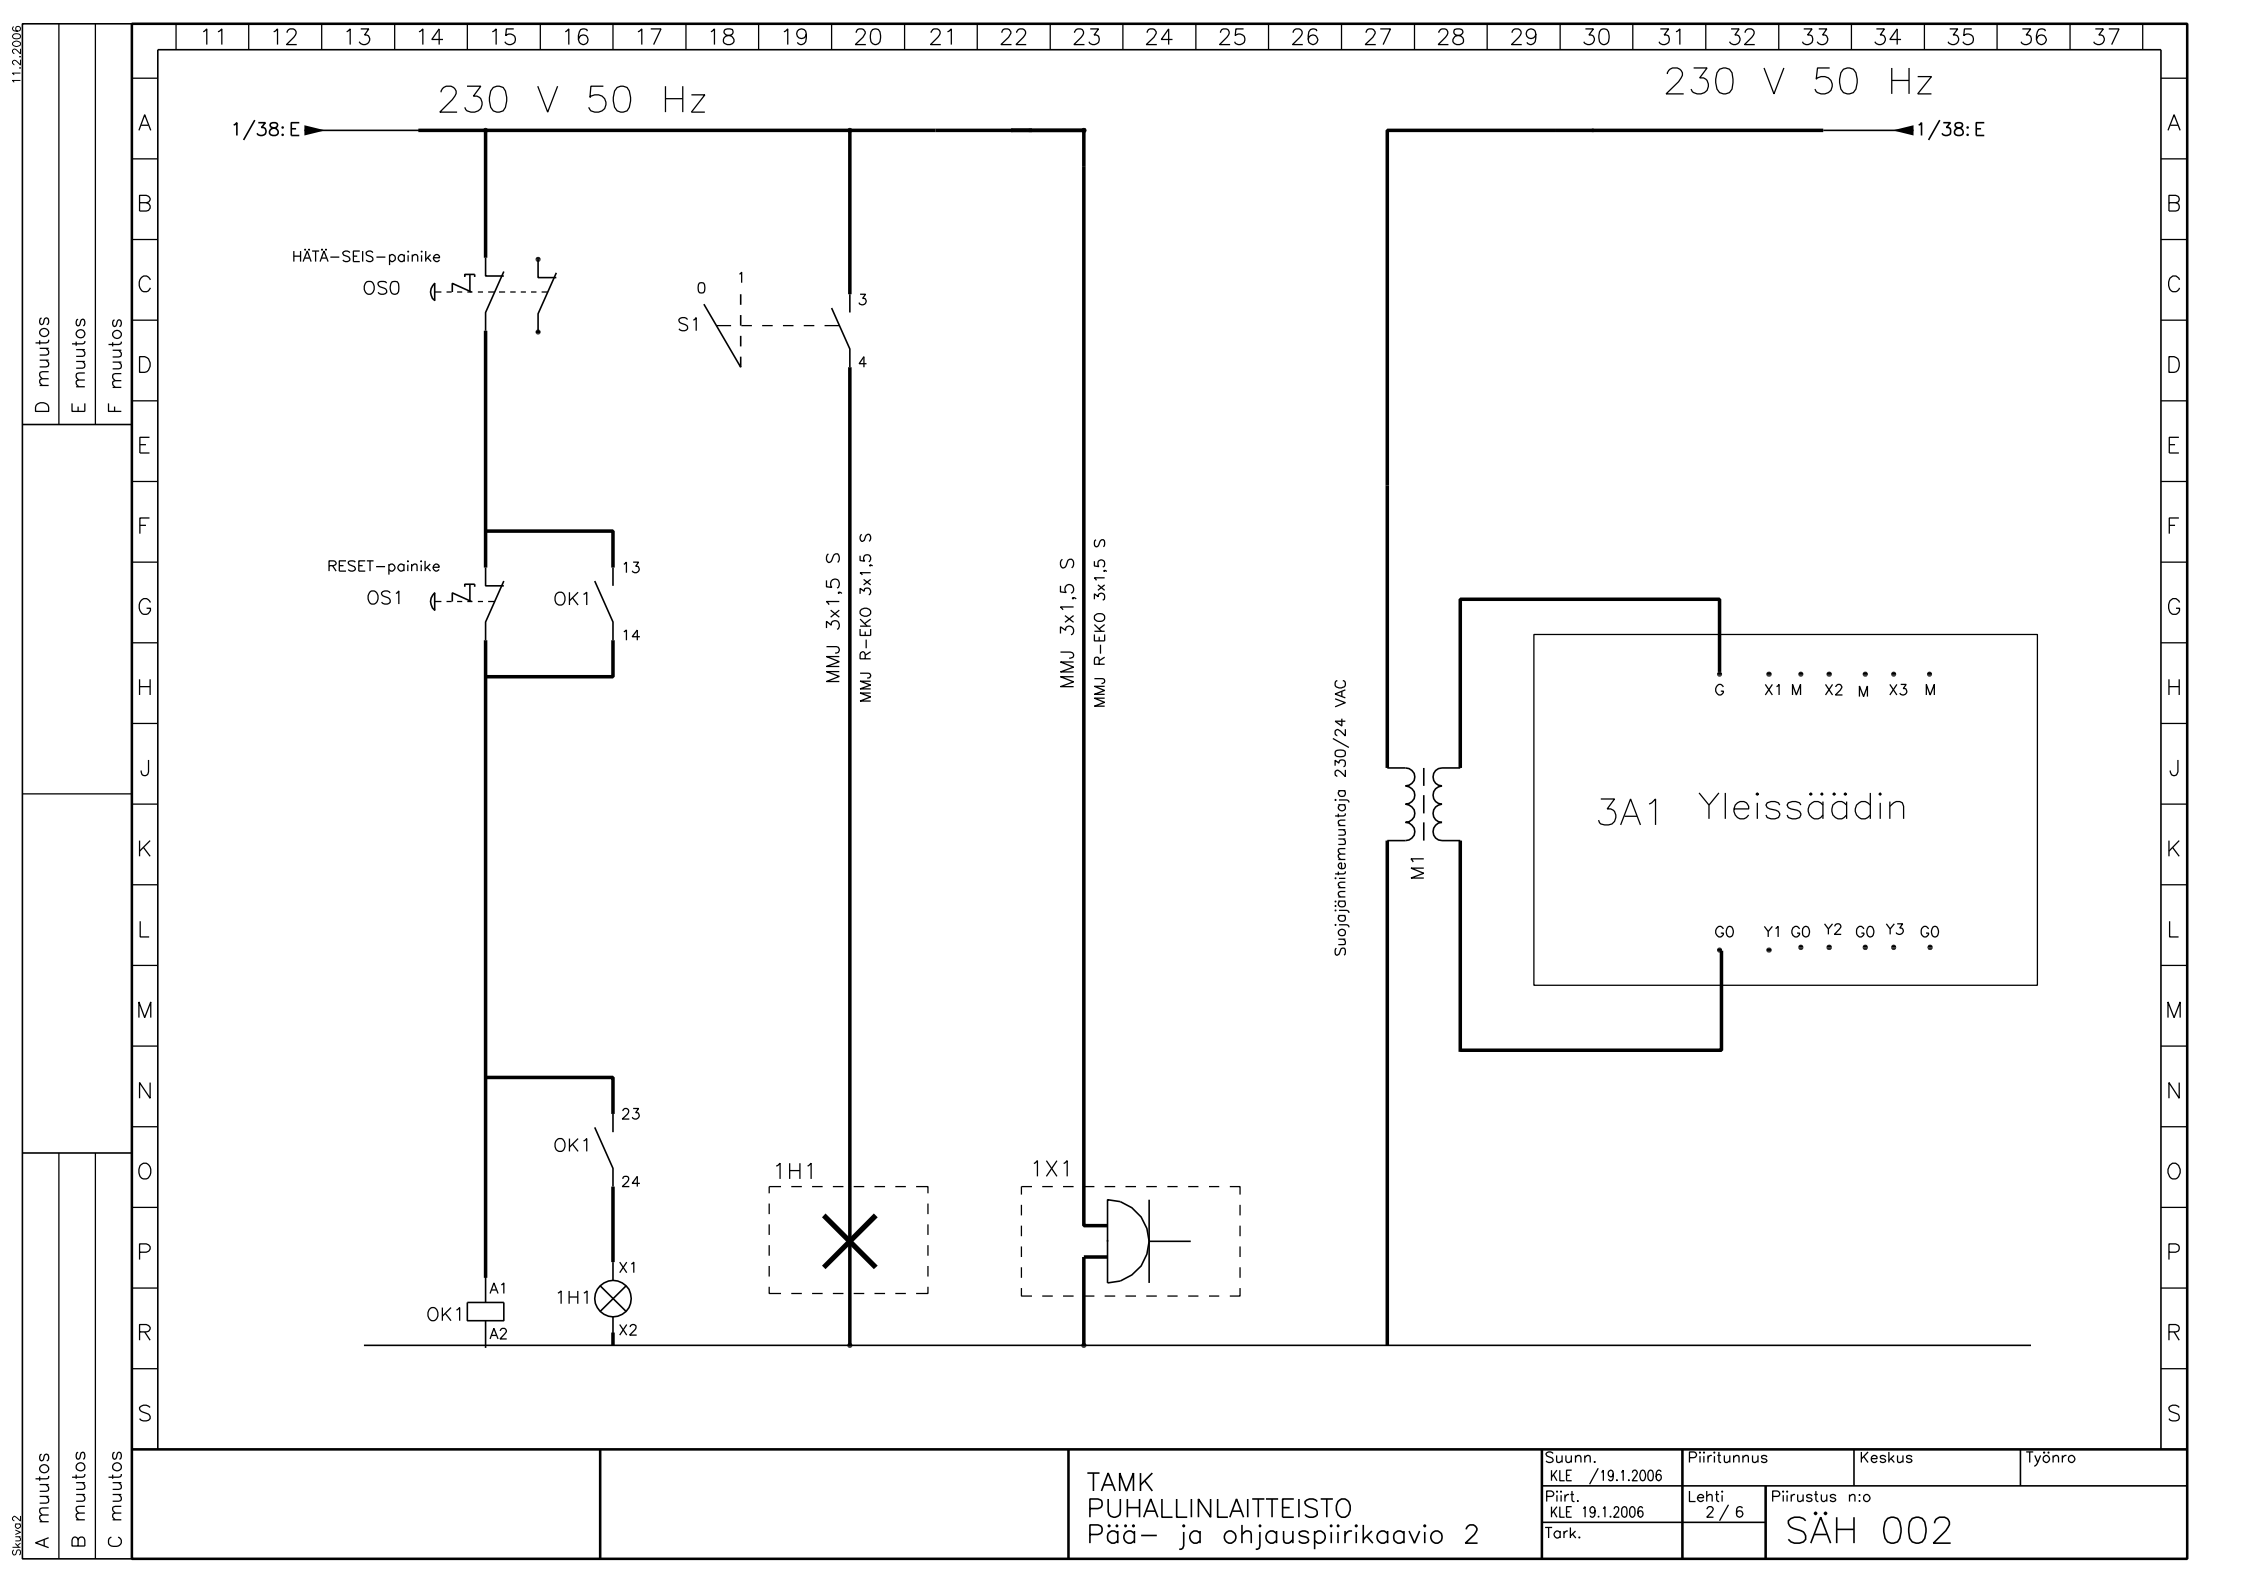 11 12 13 14 15 16 17 18 19 20 21 22 23 24 25 26 27 28 29 30 31 32 33 34 35 36 37
11.2.2006
230 V 50 Hz
230 V 50 Hz
1/38:E
1/38:E
A
A
B
B
HÄTÄ-SEIS-painike
OS0
C
C
0
1
S1
3
4
D
D
D muutos
E muutos
F muutos
E
E
F
F
RESET-painike
OS1
OK1
13
14
MMJ 3x1,5 S
MMJ R-EKO 3x1,5 S
MMJ 3x1,5 S
MMJ R-EKO 3x1,5 S
G
G
H
H
G X1 M X2 M X3 M
Suojajännitemuuntaja 230/24 VAC
M1
J
J
3A1 Yleissäädin
K
K
L
L
G0 Y1 G0 Y2 G0 Y3 G0
M
M
N
N
23
OK1
24
O
O
1H1
1X1
P
P
X1
1H1
X2
A1
OK1
A2
R
R
S
S
A muutos
B muutos
C muutos
Skuva2
TAMK
PUHALLINLAITTEISTO
Pää- ja ohjauspiirikaavio 2
Suunn.
KLE /19.1.2006
Piirt.
KLE 19.1.2006
Tark.
Piiritunnus
Keskus
Työnro
Lehti
2 / 6
Piirustus n:o
SÄH 002